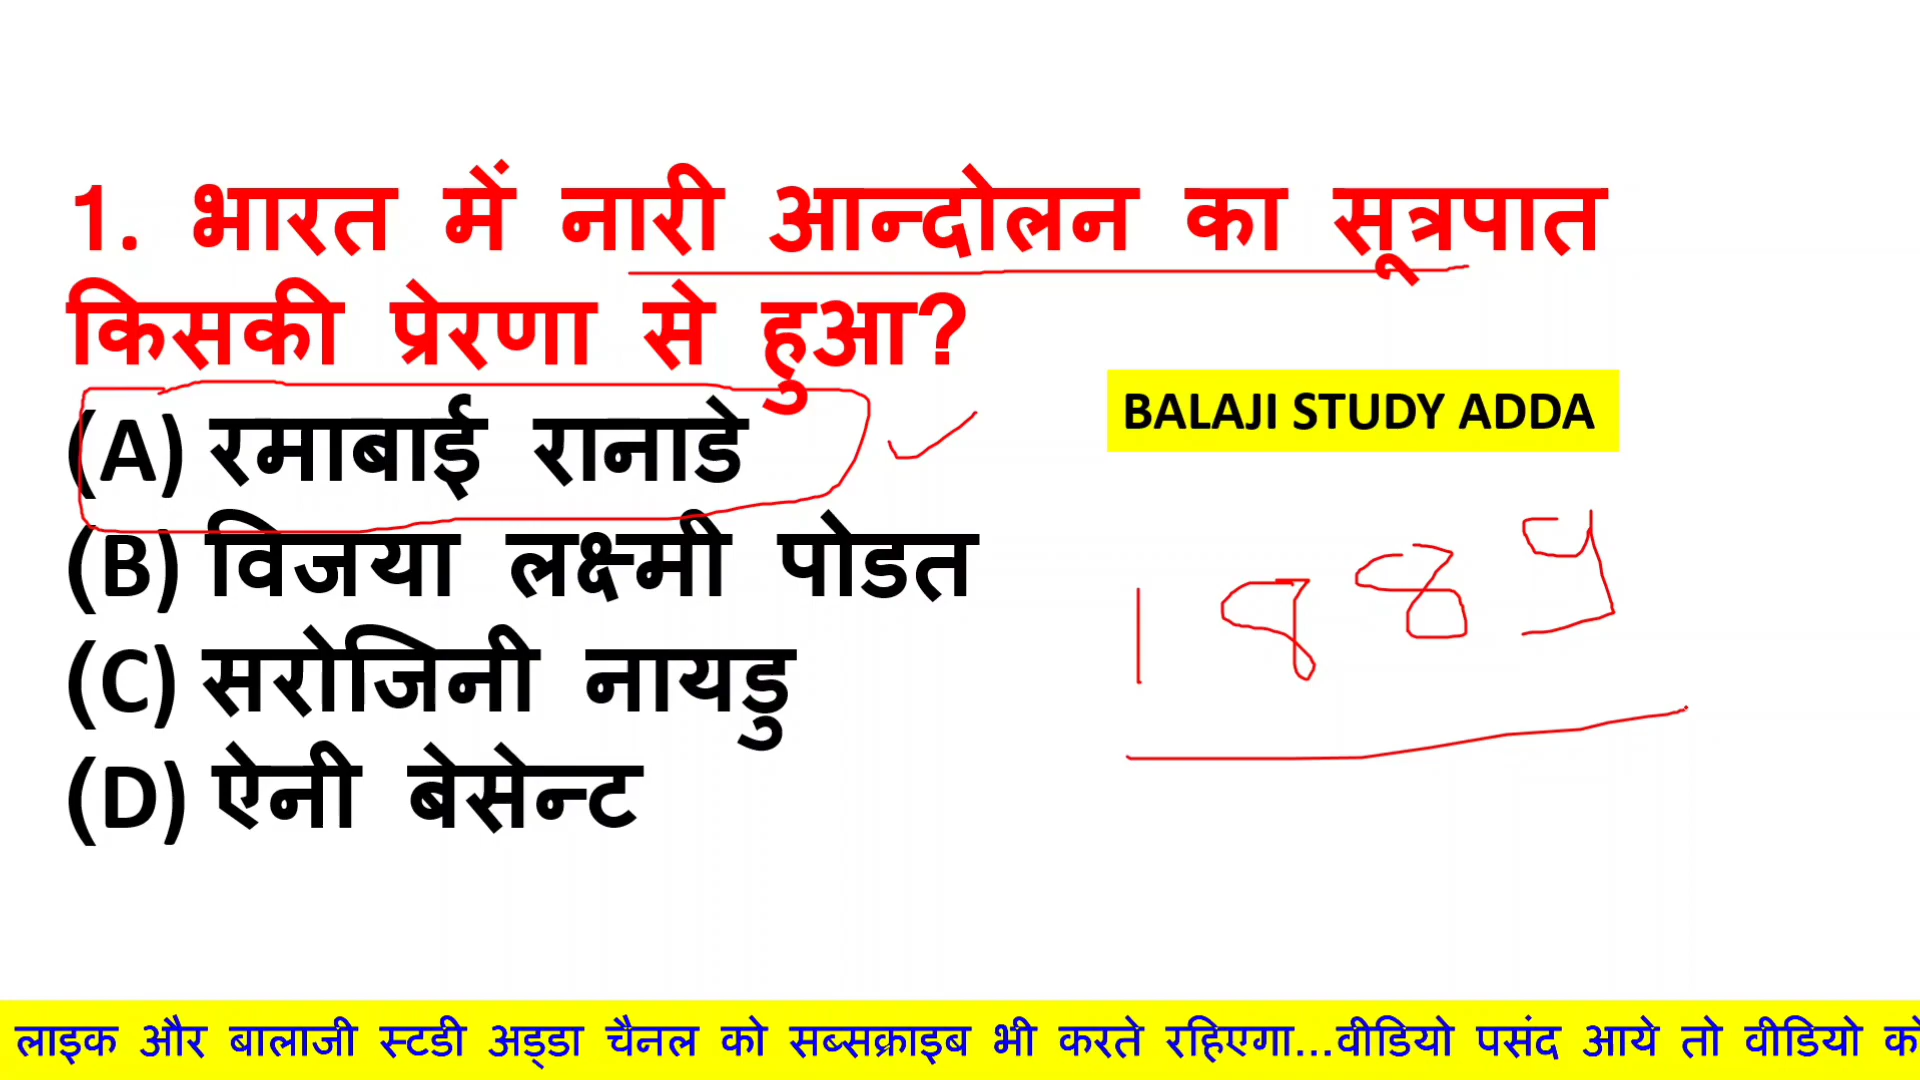 1. भारत में नारी आन्दोलन का सूत्रपात
किसकी प्रेरणा से हुआ?
(A) रमाबाई रानाडे
(B) विजया लक्ष्मी पोडत
(C) सरोजिनी नायडु
(D) ऐनी बेसेन्ट
BALAJI STUDY ADDA
1889
लाइक और बालाजी स्टडी अड्डा चैनल को सब्सक्राइब भी करते रहिएगा...वीडियो पसंद आये तो वीडियो को